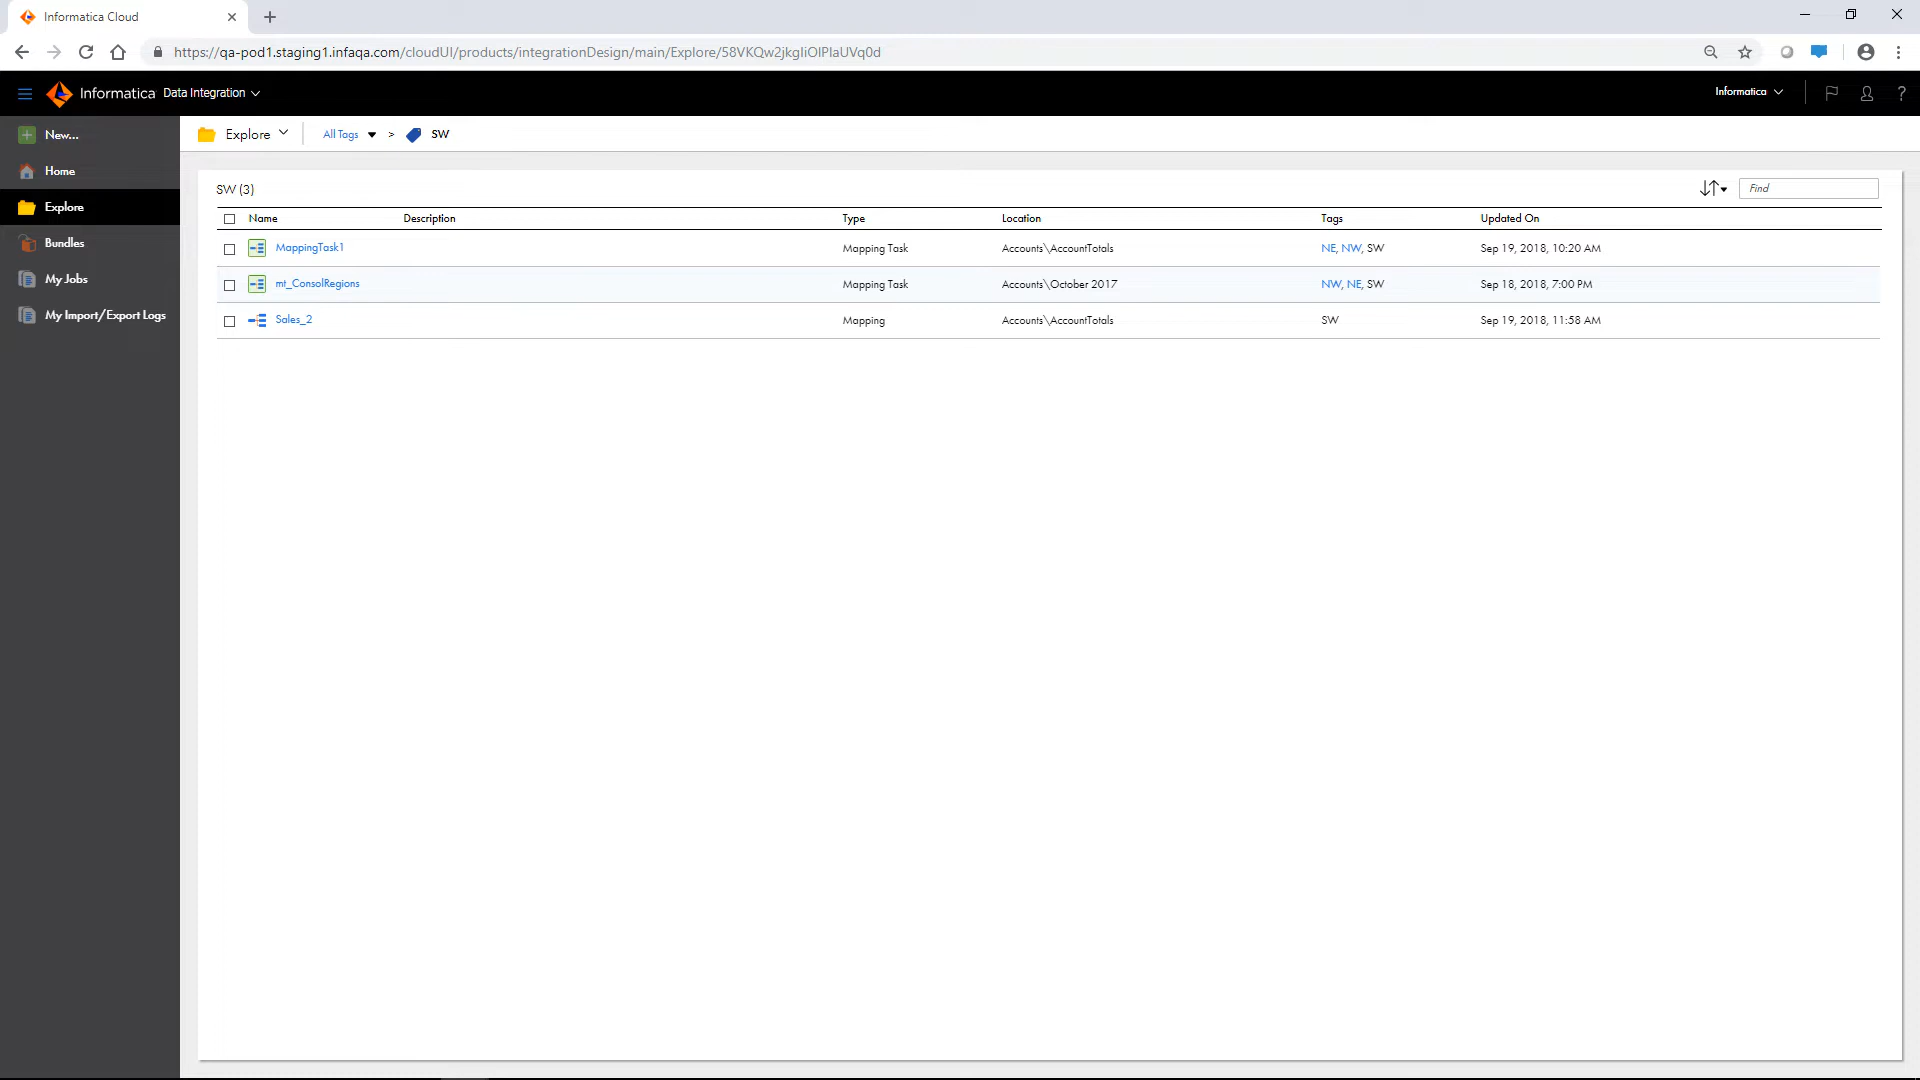 Informatica Cloud
https://qa-pod1.staging1.infaqa.com/cloudUI/products/integrationDesign/main/Explore/58VKQw2jkgIiOlPlaUVq0d
Informatica Data Integration
Informatica
?
New...
Home
Explore
Bundles
My Jobs
My Import/Export Logs
Explore All Tags > SW
SW (3)
Find
Name Description Type Location Tags Updated On
MappingTask1 Mapping Task Accounts\AccountTotals NE, NW, SW Sep 19, 2018, 10:20 AM
mt_ConsolRegions Mapping Task Accounts\October 2017 NW, NE, SW Sep 18, 2018, 7:00 PM
Sales_2 Mapping Accounts\AccountTotals SW Sep 19, 2018, 11:58 AM